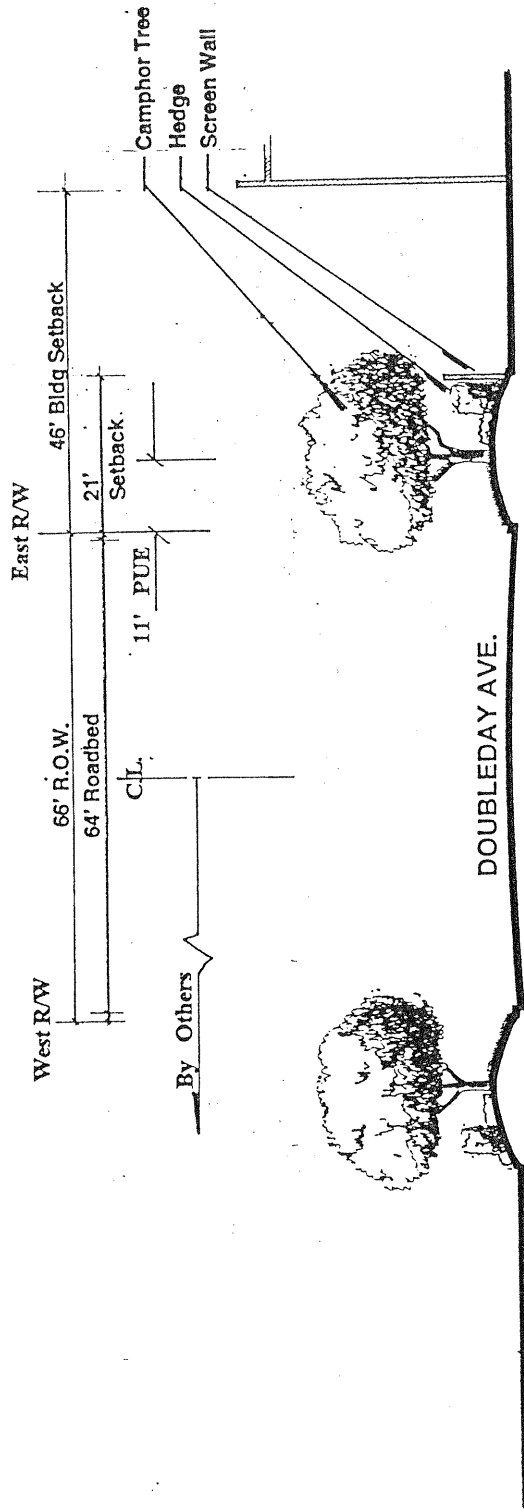 West R/W
East R/W
66' R.O.W.
46' Bldg Setback
64' Roadbed
21'
Setback
C.L.
11' PUE
By Others
Camphor Tree
Hedge
Screen Wall
DOUBLEDAY AVE.